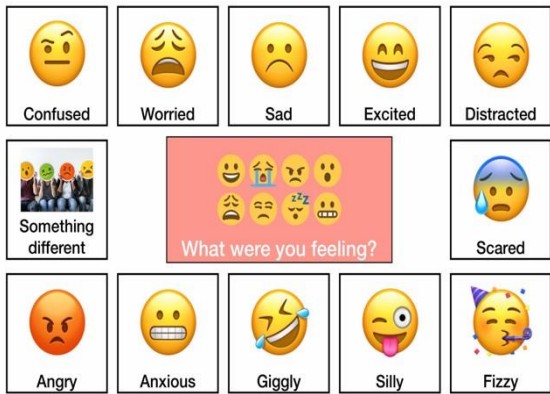 Confused
Worried
Sad
Excited
Distracted
Something
different
What were you feeling?
Scared
Angry
Anxious
Giggly
Silly
Fizzy